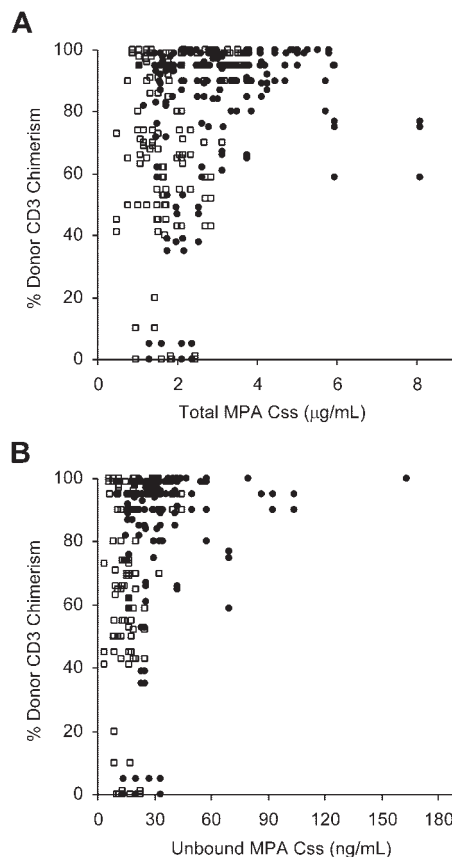 A
100
80
60
40
20
0
% Donor CD3 Chimerism
0 2 4 6 8
Total MPA Css (µg/mL)
B
100
80
60
40
20
0
% Donor CD3 Chimerism
0 30 60 90 120 150 180
Unbound MPA Css (ng/mL)